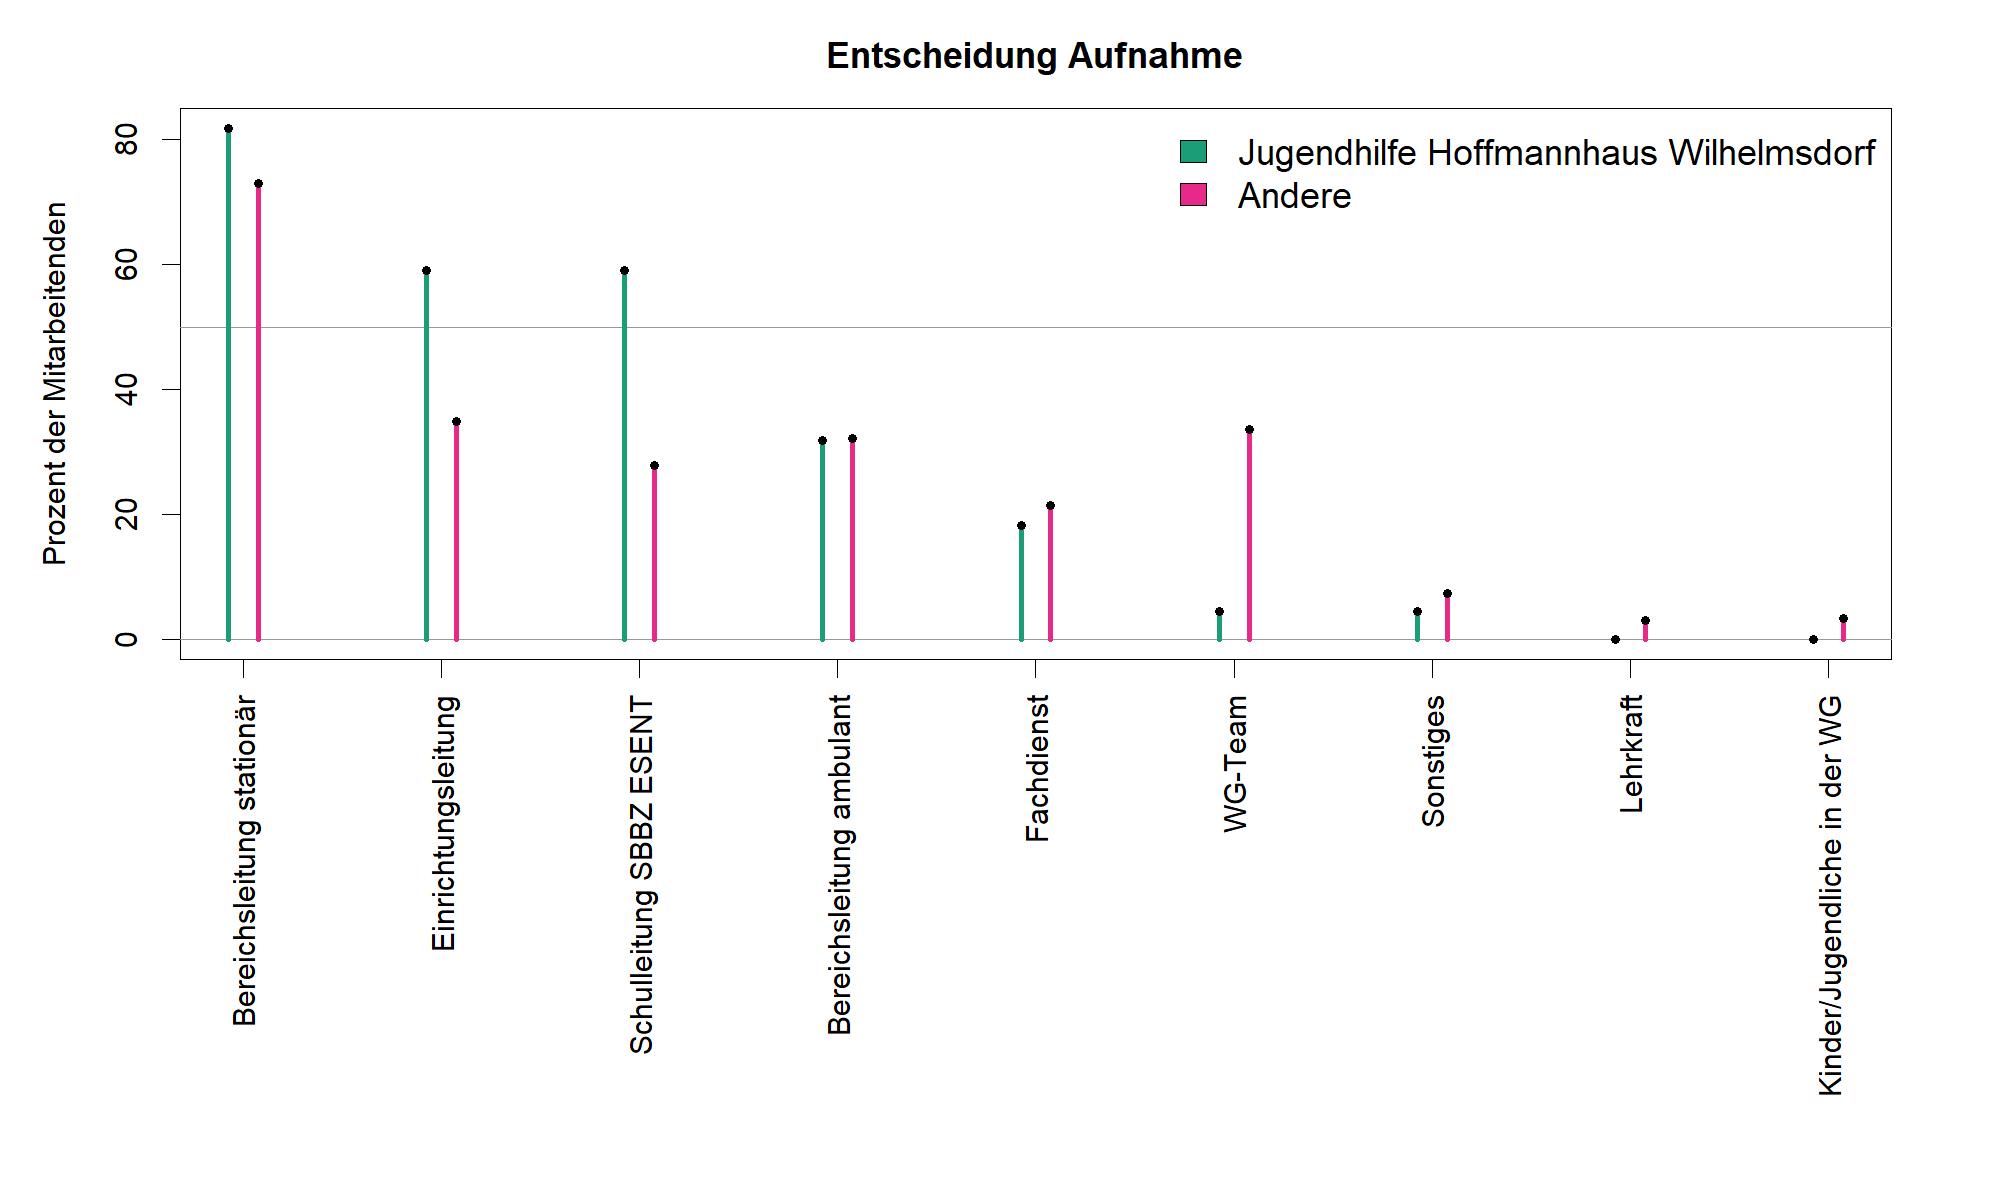 Entscheidung Aufnahme
Jugendhilfe Hoffmannhaus Wilhelmsdorf
Andere
Prozent der Mitarbeitenden
80
60
40
20
0
Bereichsleitung stationär
Einrichtungsleitung
Schulleitung SBBZ ESENT
Bereichsleitung ambulant
Fachdienst
WG-Team
Sonstiges
Lehrkraft
Kinder/Jugendliche in der WG